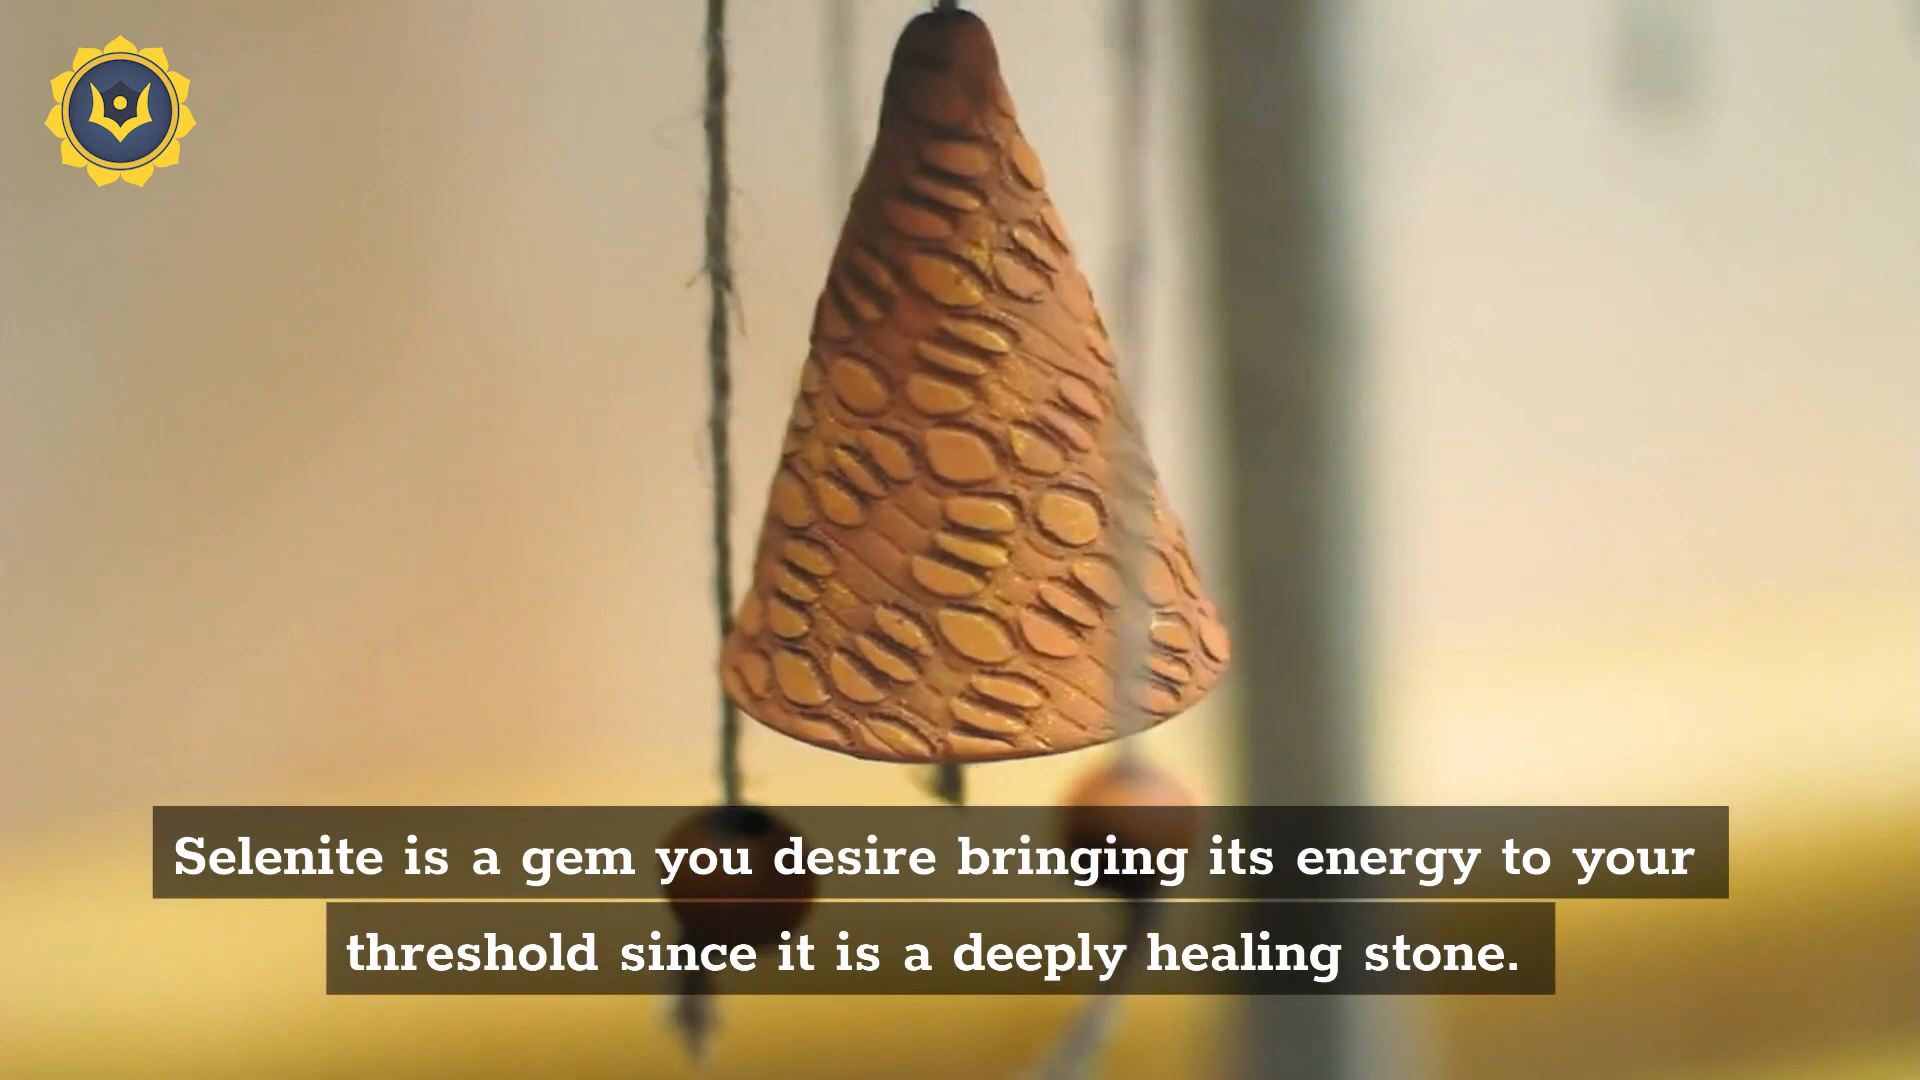 Selenite is a gem you desire bringing its energy to your
threshold since it is a deeply healing stone.